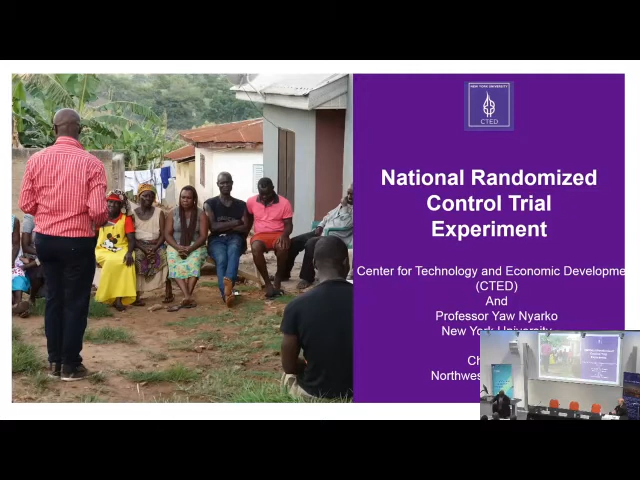 NEW YORK UNIVERSITY
CTED
National Randomized
Control Trial
Experiment
Center for Technology and Economic Developme
(CTED)
And
Professor Yaw Nyarko
New York University
Ch
Northwes